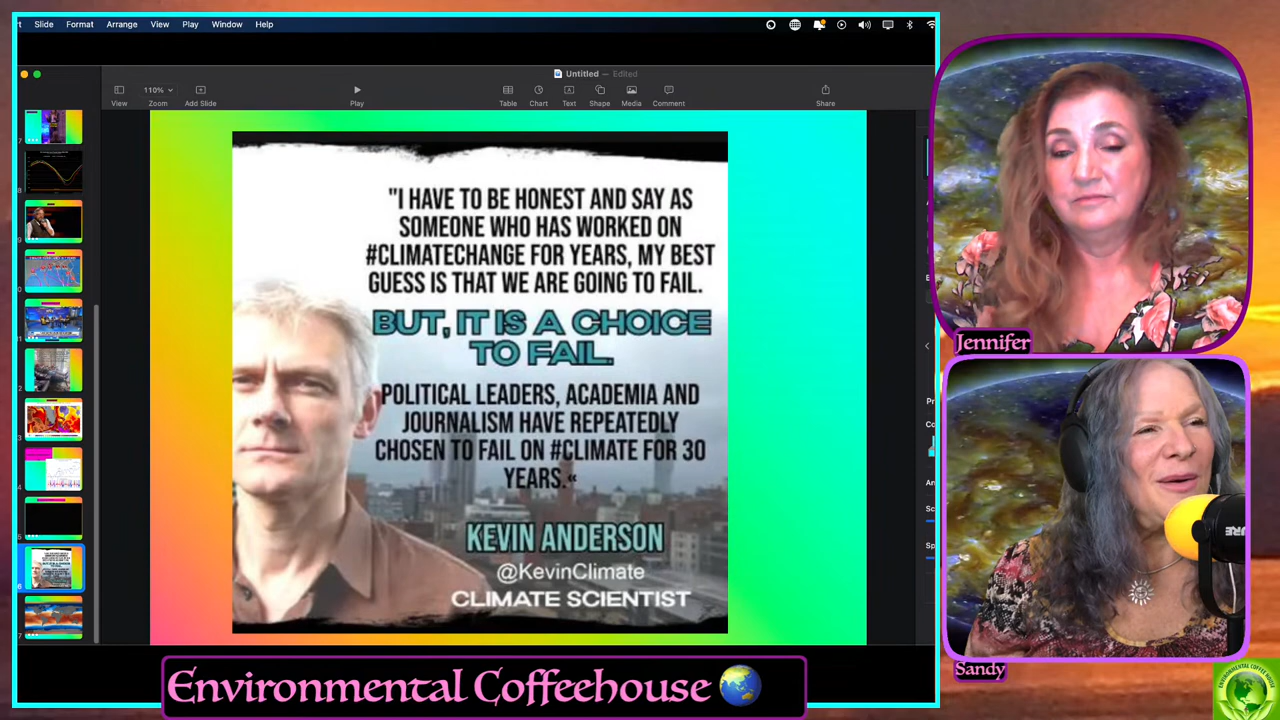 Slide Format Arrange View Play Window Help
Untitled — Edited
110%
View Zoom Add Slide Play Table Chart Text Shape Media Comment Share
"I HAVE TO BE HONEST AND SAY AS
SOMEONE WHO HAS WORKED ON
#CLIMATECHANGE FOR YEARS, MY BEST
GUESS IS THAT WE ARE GOING TO FAIL.
BUT, IT IS A CHOICE
TO FAIL.
POLITICAL LEADERS, ACADEMIA AND
JOURNALISM HAVE REPEATEDLY
CHOSEN TO FAIL ON #CLIMATE FOR 30
YEARS.«
KEVIN ANDERSON
@KevinClimate
CLIMATE SCIENTIST
Jennifer
Sandy
Environmental Coffeehouse
ENVIRONMENTAL COFFEEHOUSE